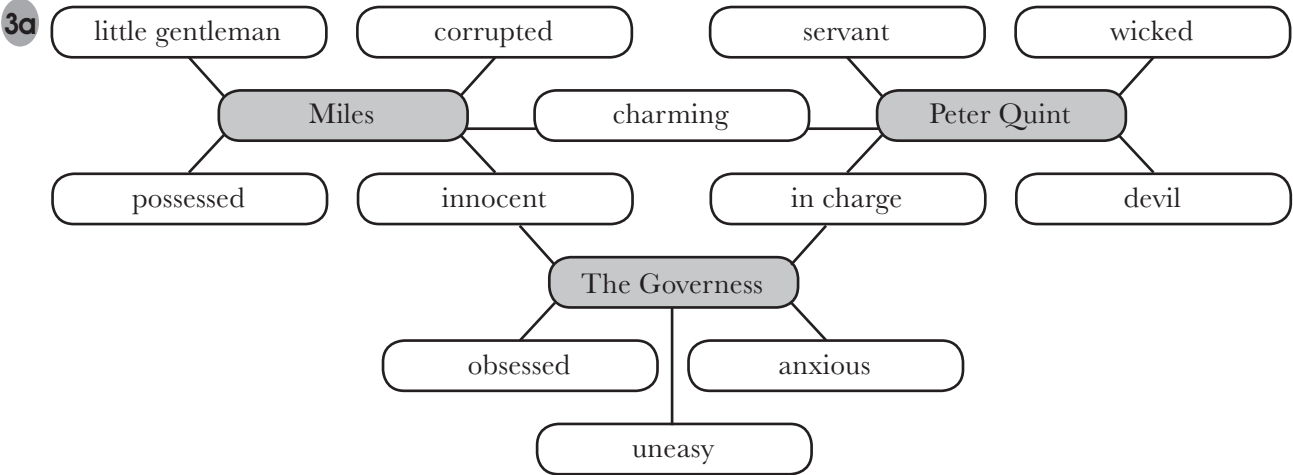 3a
little gentleman corrupted servant wicked
Miles charming Peter Quint
possessed innocent in charge devil
The Governess
obsessed anxious
uneasy